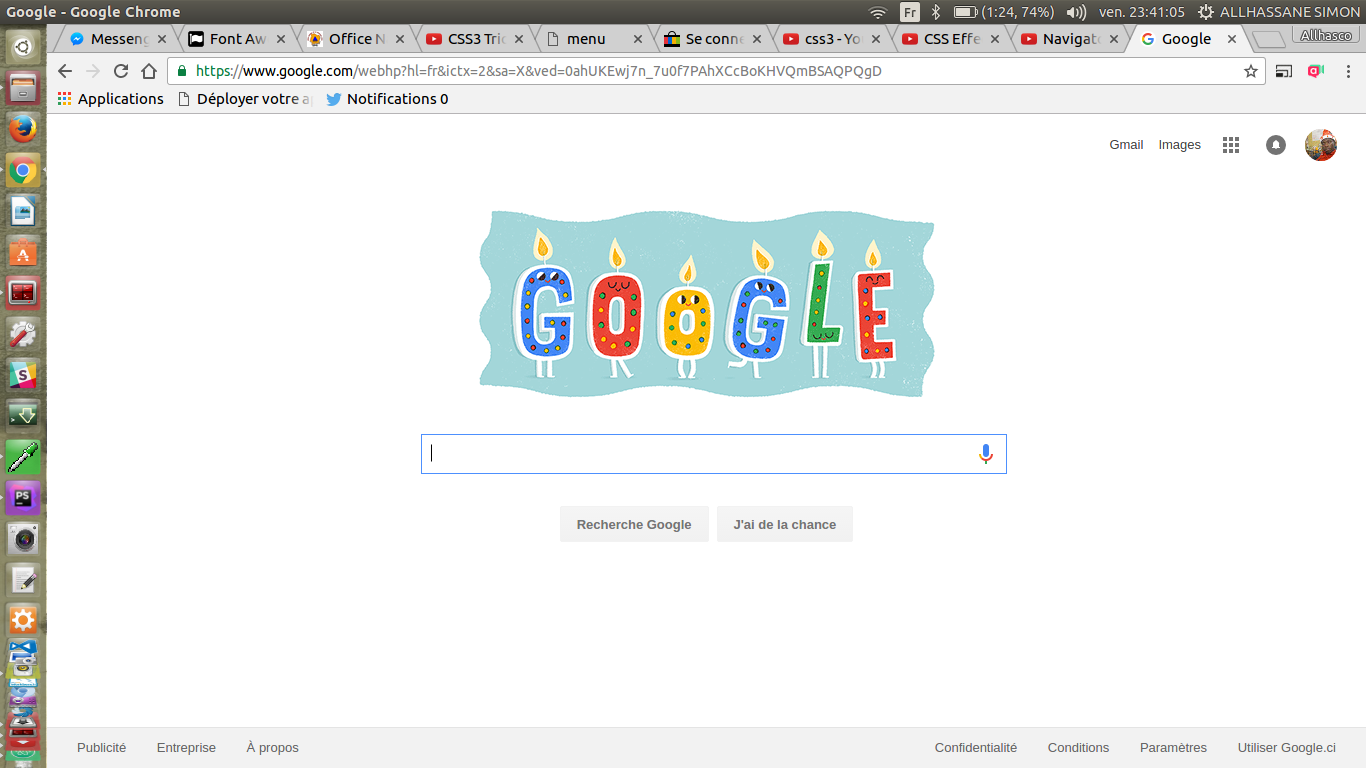 Google - Google Chrome
Fr
(1:24, 74%)
ven. 23:41:05
ALLHASSANE SIMON
Messeng
Font Aw
Office N
CSS3 Tric
menu
Se conne
css3 - You
CSS Effe
Navigato
Google
Allhasco
https://www.google.com/webhp?hl=fr&ictx=2&sa=X&ved=0ahUKEwj7n_7u0f7PAhXCcBoKHVQmBSAQPQgD
Applications
Déployer votre a
Notifications 0
Gmail
Images
GOOGLE
Recherche Google
J'ai de la chance
Publicité
Entreprise
À propos
Confidentialité
Conditions
Paramètres
Utiliser Google.ci
PS
S
A